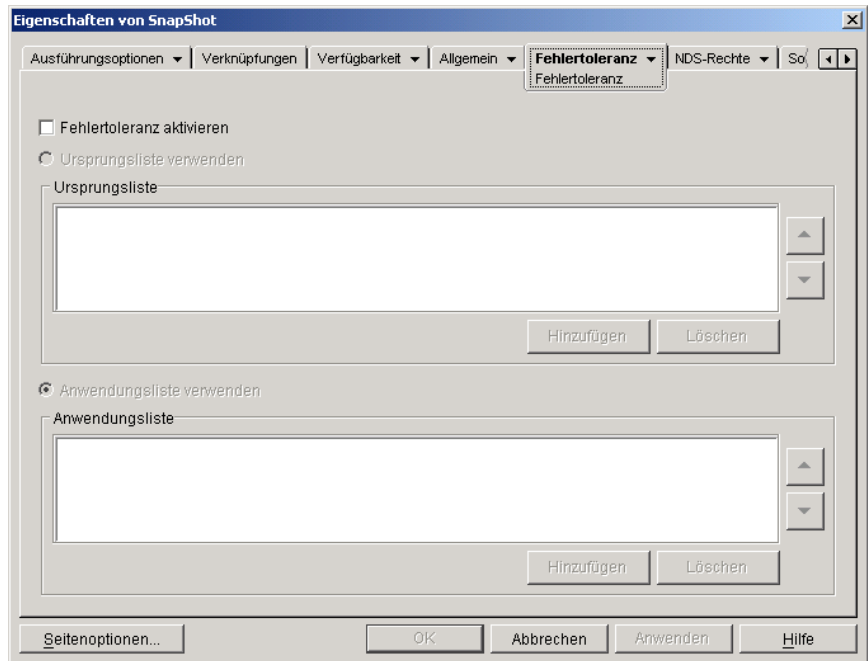 Eigenschaften von SnapShot
Ausführungsoptionen Verknüpfungen Verfügbarkeit Allgemein Fehlertoleranz NDS-Rechte So
Fehlertoleranz
Fehlertoleranz aktivieren
Ursprungsliste verwenden
Ursprungsliste
Hinzufügen Löschen
Anwendungsliste verwenden
Anwendungsliste
Hinzufügen Löschen
Seitenoptionen... OK Abbrechen Anwenden Hilfe